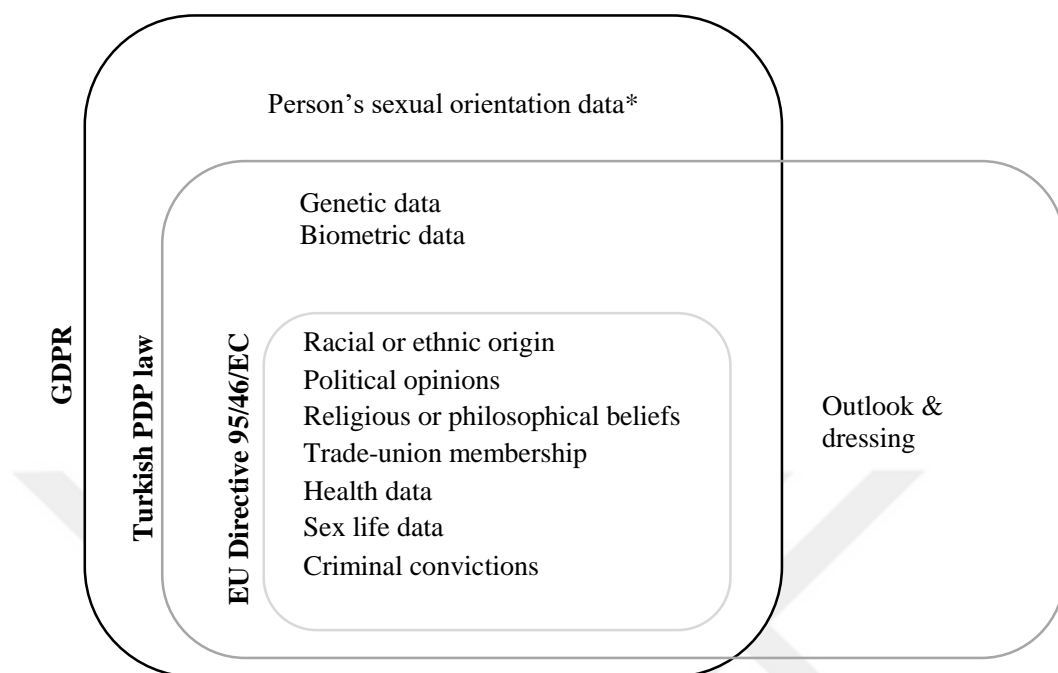 Person's sexual orientation data*
Genetic data
Biometric data
GDPR
Turkish PDP law
EU Directive 95/46/EC
Racial or ethnic origin
Political opinions
Religious or philosophical beliefs
Trade-union membership
Health data
Sex life data
Criminal convictions
Outlook &
dressing